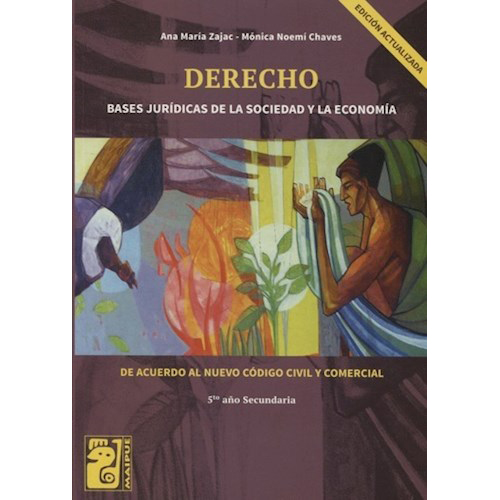 Ana María Zajac - Mónica Noemí Chaves
EDICIÓN ACTUALIZADA
DERECHO
BASES JURÍDICAS DE LA SOCIEDAD Y LA ECONOMÍA
DE ACUERDO AL NUEVO CÓDIGO CIVIL Y COMERCIAL
5to año Secundaria
MAIPUE